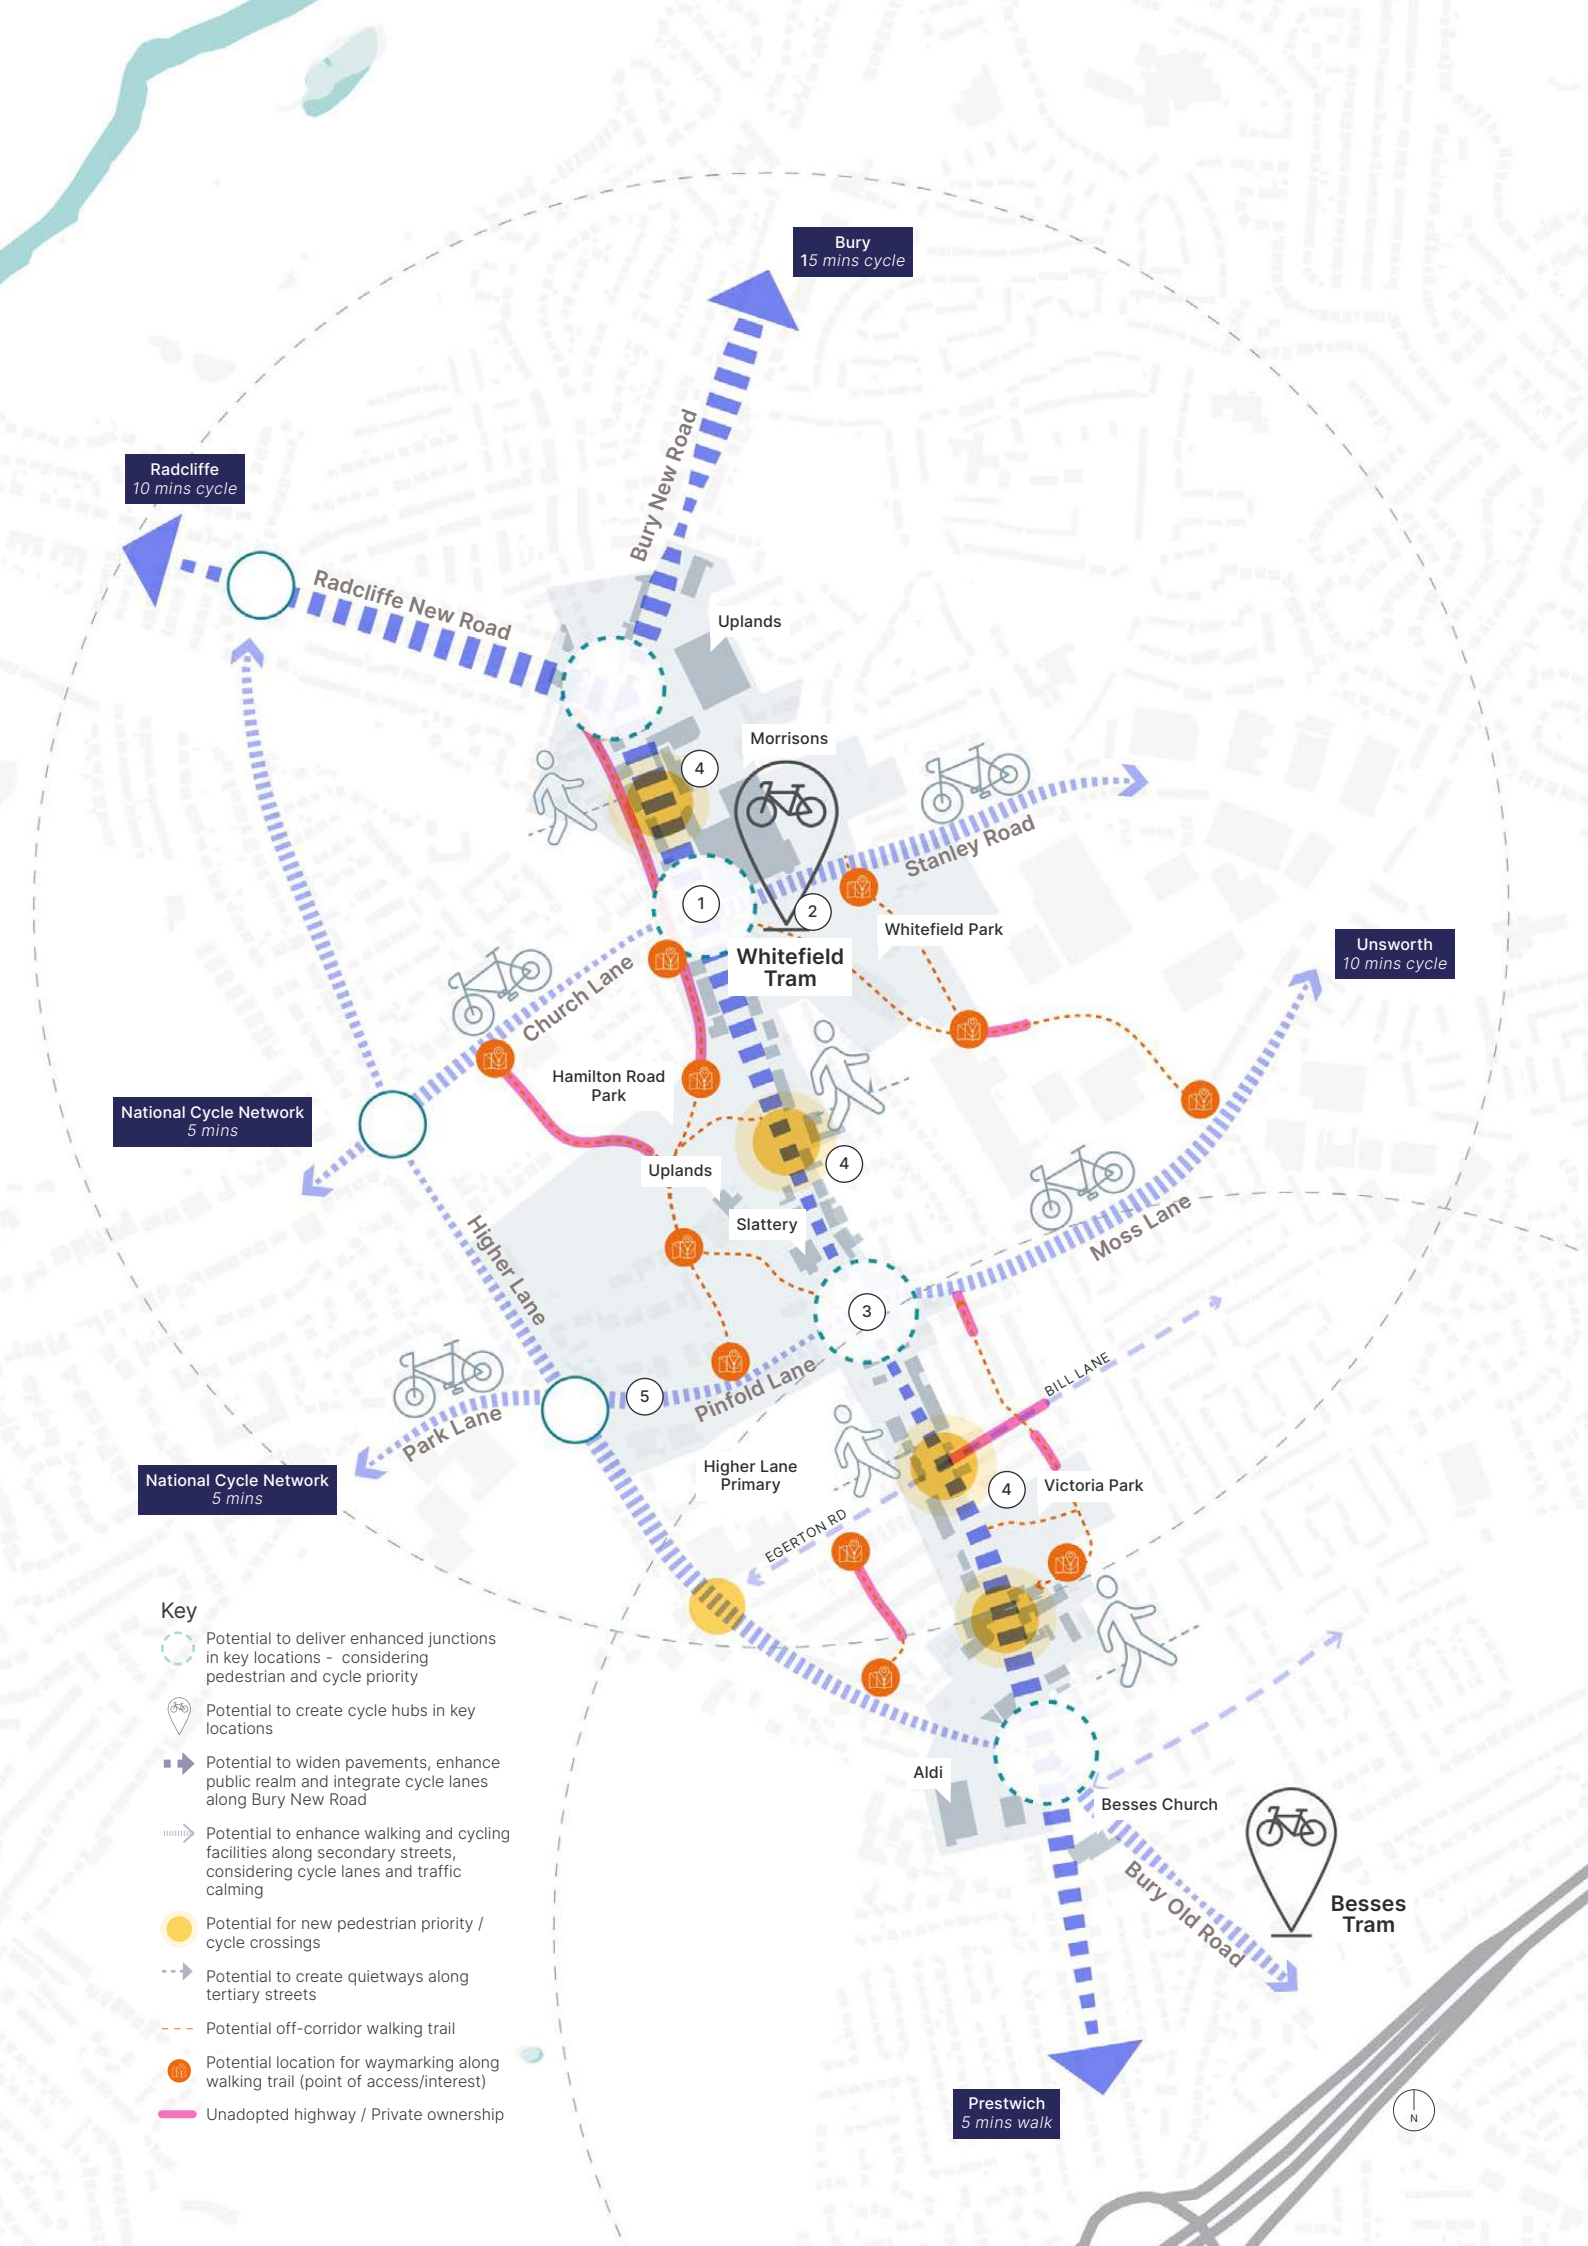 Bury
15 mins cycle
Radcliffe
10 mins cycle
Bury New Road
Radcliffe New Road
Uplands
Morrisons
4
Stanley Road
1
2
Whitefield Park
Whitefield
Tram
Unsworth
10 mins cycle
Church Lane
Hamilton Road
Park
National Cycle Network
5 mins
Uplands
4
Slattery
Higher Lane
Moss Lane
3
BILL LANE
5
Pinfold Lane
Park Lane
National Cycle Network
5 mins
Higher Lane
Primary
4
Victoria Park
EGERTON RD
Key
Potential to deliver enhanced junctions
in key locations - considering
pedestrian and cycle priority
Potential to create cycle hubs in key
locations
Potential to widen pavements, enhance
public realm and integrate cycle lanes
along Bury New Road
Potential to enhance walking and cycling
facilities along secondary streets,
considering cycle lanes and traffic
calming
Potential for new pedestrian priority /
cycle crossings
Potential to create quietways along
tertiary streets
Potential off-corridor walking trail
Potential location for waymarking along
walking trail (point of access/interest)
Unadopted highway / Private ownership
Aldi
Besses Church
Bury Old Road
Besses
Tram
Prestwich
5 mins walk
N